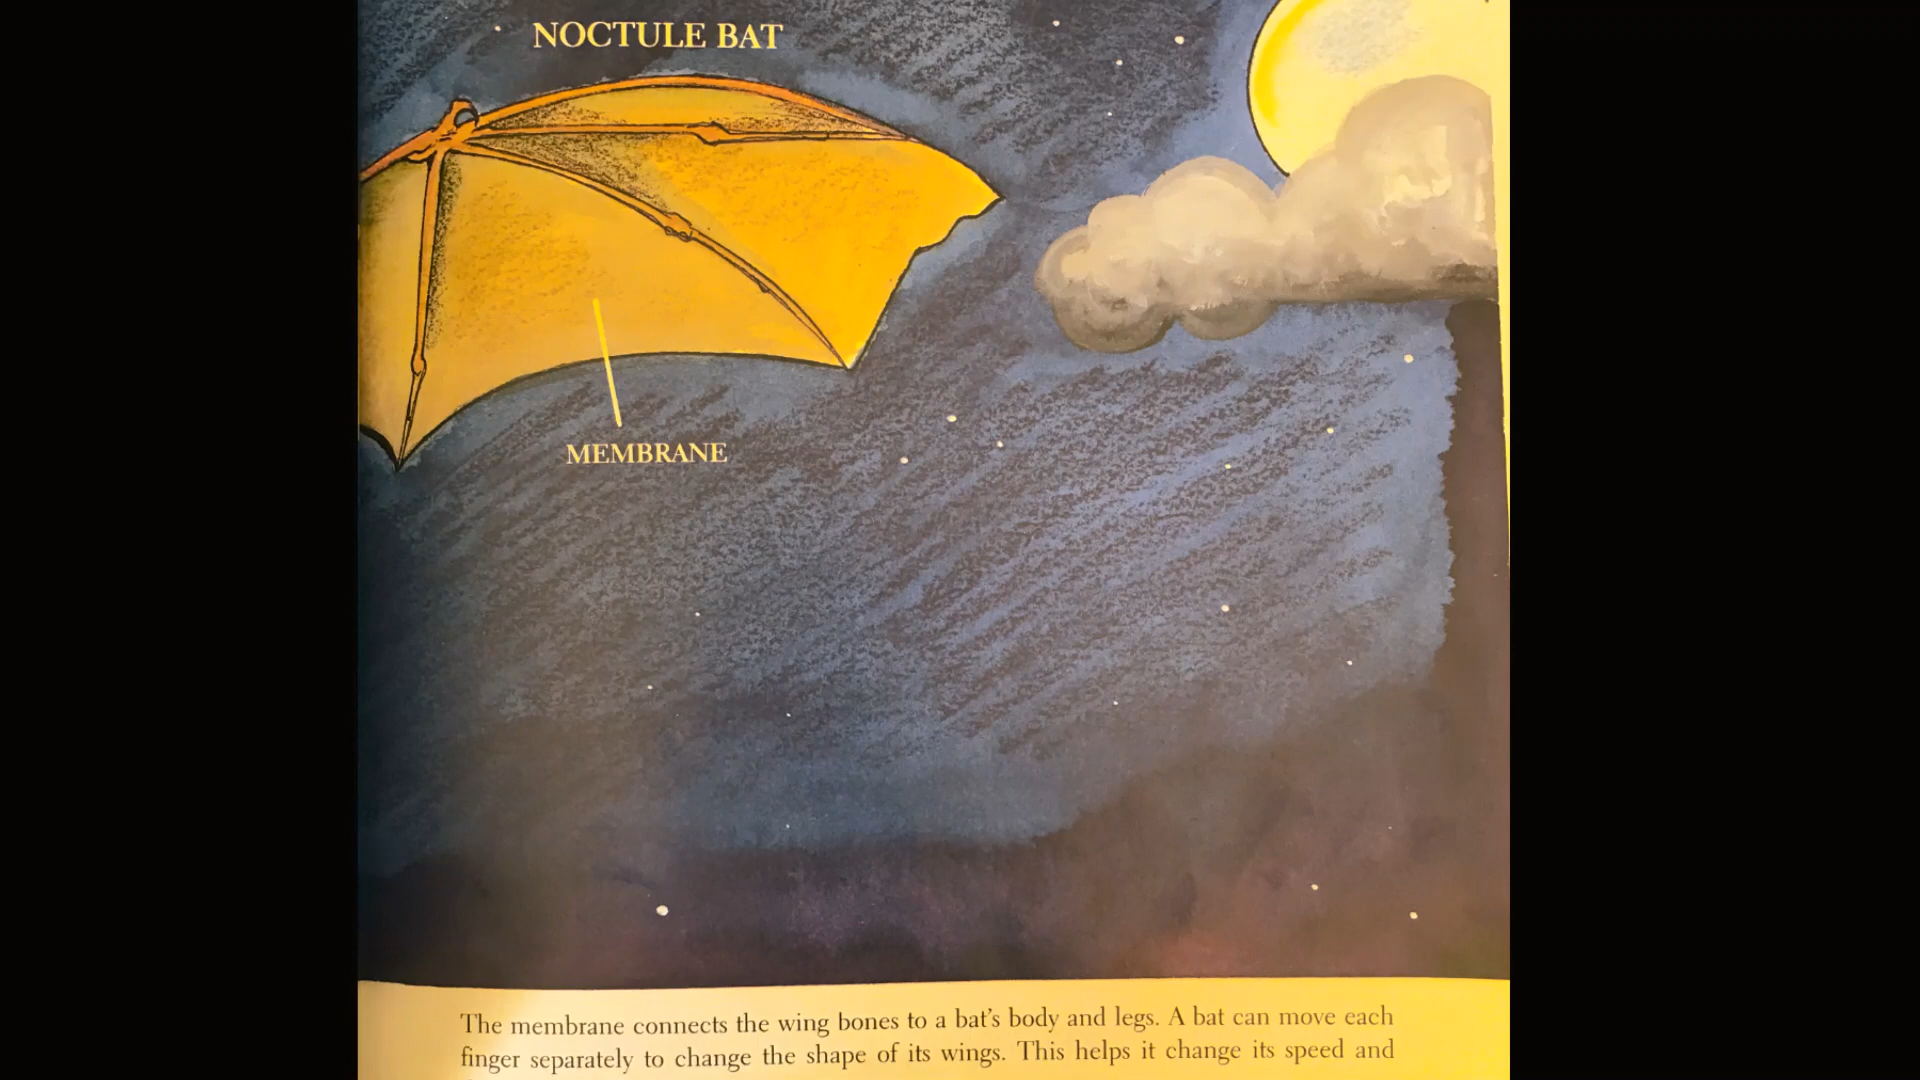 NOCTULE BAT
MEMBRANE
The membrane connects the wing bones to a bat's body and legs. A bat can move each
finger separately to change the shape of its wings. This helps it change its speed and